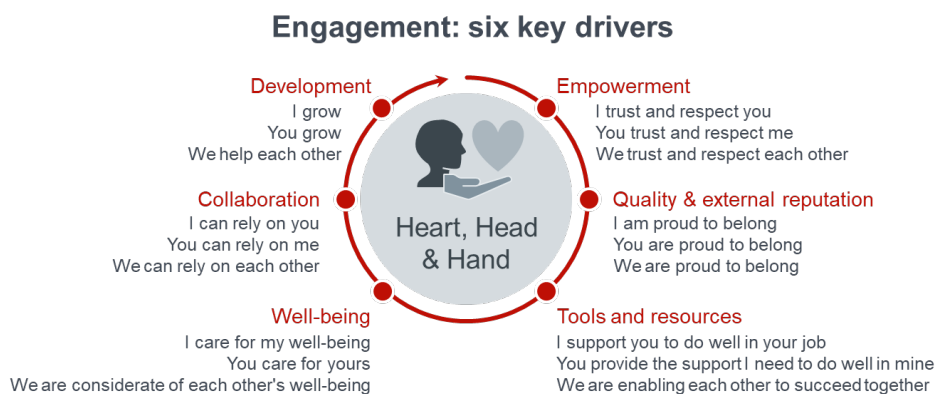 Engagement: six key drivers
Development
I grow
You grow
We help each other
Empowerment
I trust and respect you
You trust and respect me
We trust and respect each other
Collaboration
I can rely on you
You can rely on me
We can rely on each other
Heart, Head
& Hand
Quality & external reputation
I am proud to belong
You are proud to belong
We are proud to belong
Well-being
I care for my well-being
You care for yours
We are considerate of each other's well-being
Tools and resources
I support you to do well in your job
You provide the support I need to do well in mine
We are enabling each other to succeed together